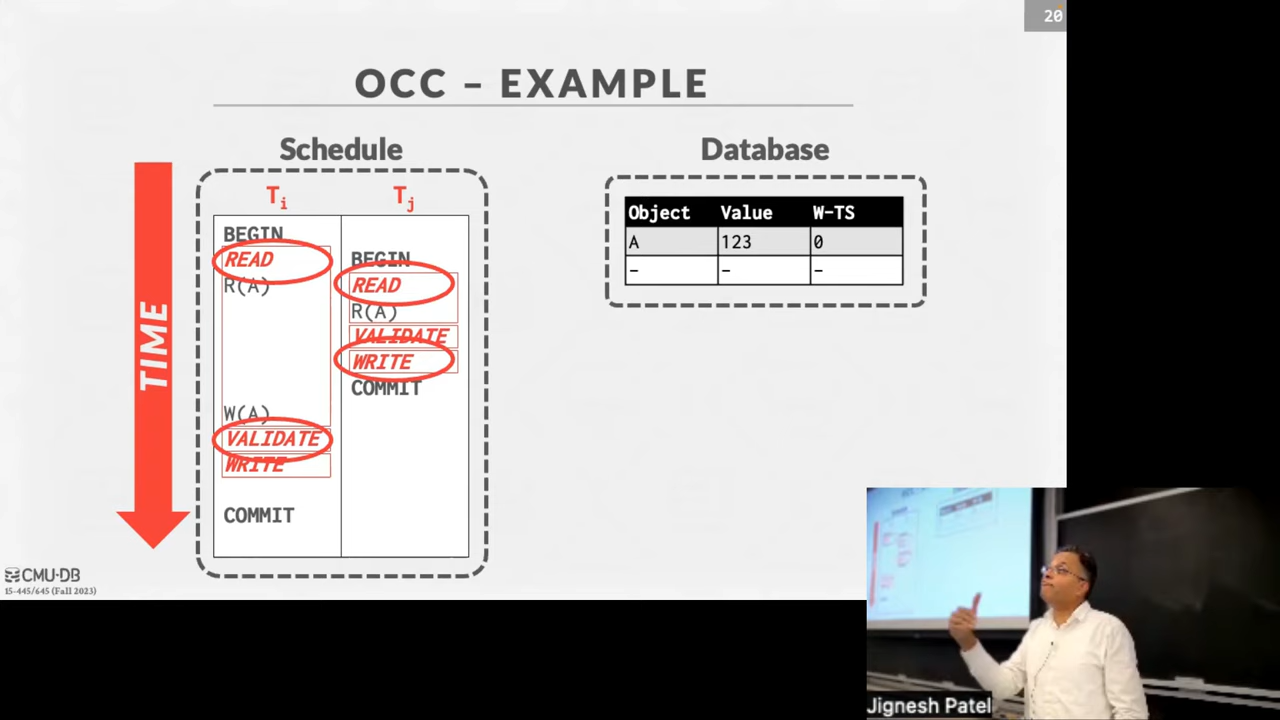 20
OCC – EXAMPLE
Schedule
Database
TIME
Ti
Tj
BEGIN
READ
R(A)
W(A)
VALIDATE
WRITE
COMMIT
BEGIN
READ
R(A)
VALIDATE
WRITE
COMMIT
Object Value W-TS
A 123 0
– – –
CMU·DB
15-445/645 (Fall 2023)
Jignesh Patel